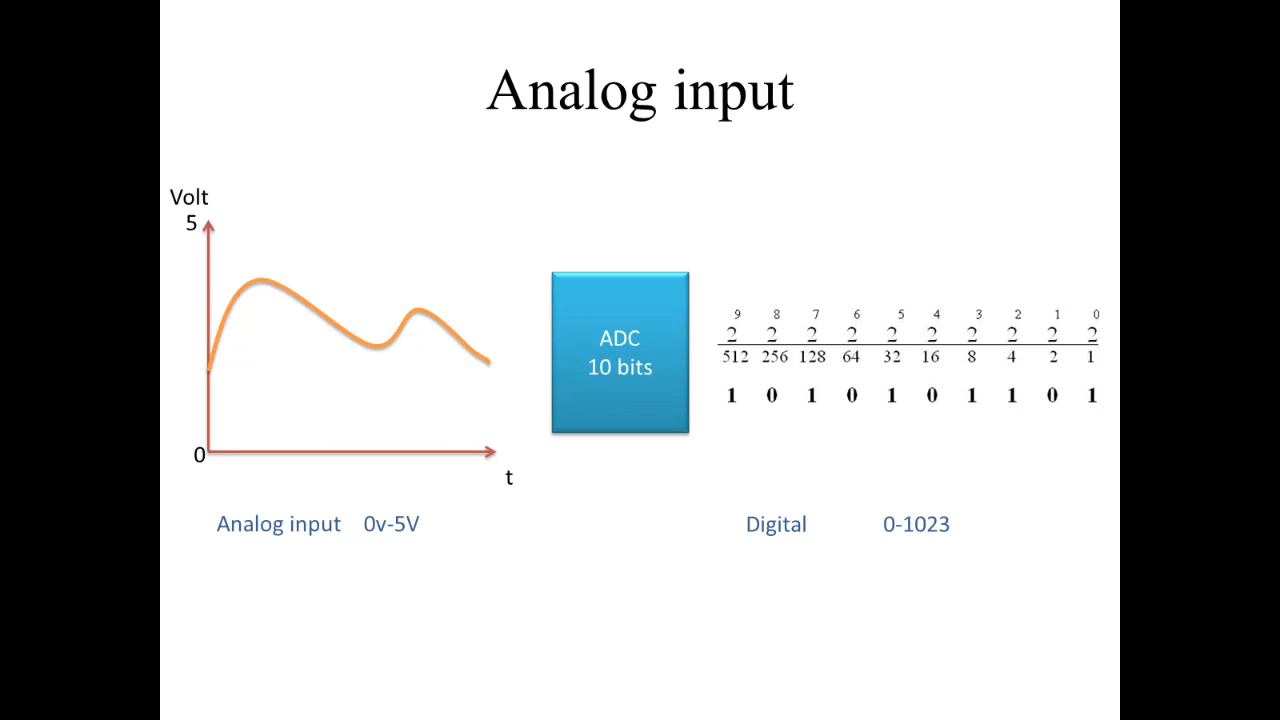 Analog input
Volt
5
0
t
Analog input 0v-5V
ADC
10 bits
9 8 7 6 5 4 3 2 1 0
2 2 2 2 2 2 2 2 2 2
512 256 128 64 32 16 8 4 2 1
1 0 1 0 1 0 1 1 0 1
Digital 0-1023